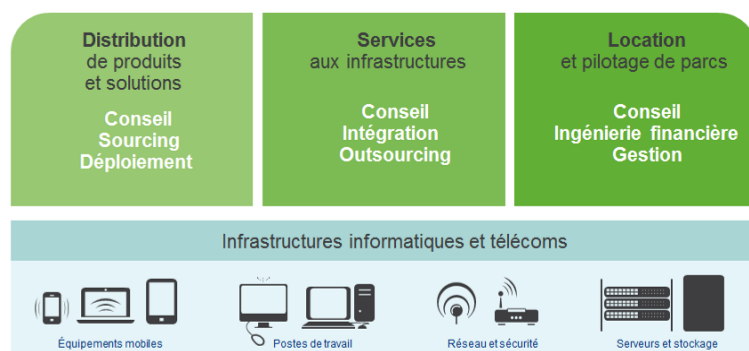 Distribution
de produits
et solutions
Conseil
Sourcing
Déploiement
Services
aux infrastructures
Conseil
Intégration
Outsourcing
Location
et pilotage de parcs
Conseil
Ingénierie financière
Gestion
Infrastructures informatiques et télécoms
Équipements mobiles
Postes de travail
Réseau et sécurité
Serveurs et stockage